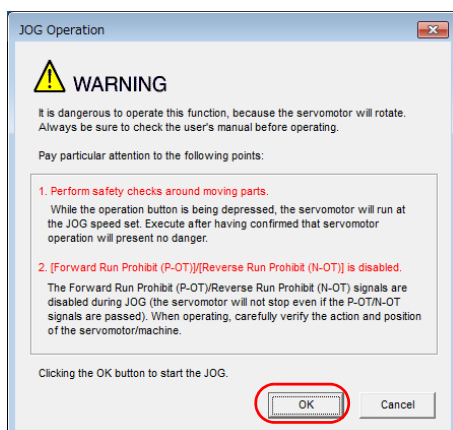 JOG Operation
WARNING
It is dangerous to operate this function, because the servomotor will rotate.
Always be sure to check the user's manual before operating.
Pay particular attention to the following points:
1. Perform safety checks around moving parts.
While the operation button is being depressed, the servomotor will run at
the JOG speed set. Execute after having confirmed that servomotor
operation will present no danger.
2. [Forward Run Prohibit (P-OT)]/[Reverse Run Prohibit (N-OT)] is disabled.
The Forward Run Prohibit (P-OT)/Reverse Run Prohibit (N-OT) signals are
disabled during JOG (the servomotor will not stop even if the P-OT/N-OT
signals are passed). When operating, carefully verify the action and position
of the servomotor/machine.
Clicking the OK button to start the JOG.
OK
Cancel